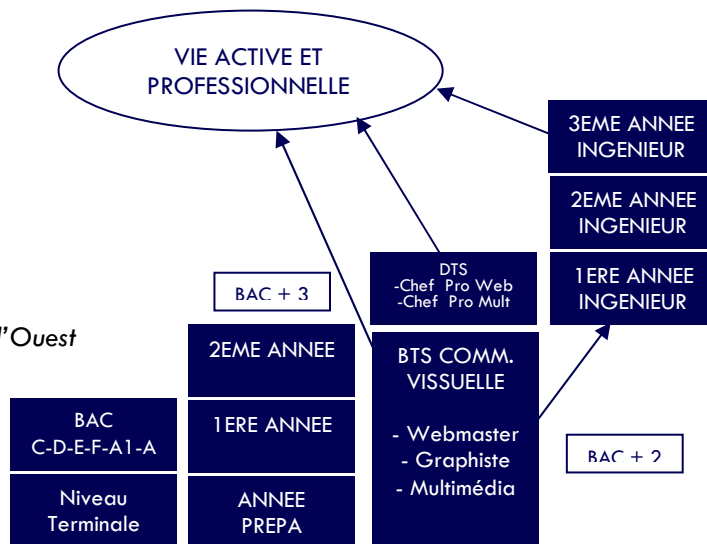 VIE ACTIVE ET
PROFESSIONNELLE
3EME ANNEE
INGENIEUR
2EME ANNEE
INGENIEUR
1ERE ANNEE
INGENIEUR
DTS
-Chef Pro Web
-Chef Pro Mult
BAC + 3
l'Ouest
2EME ANNEE
1ERE ANNEE
ANNEE
PREPA
BAC
C-D-E-F-A1-A
Niveau
Terminale
BTS COMM.
VISSUELLE
- Webmaster
- Graphiste
- Multimédia
BAC + 2